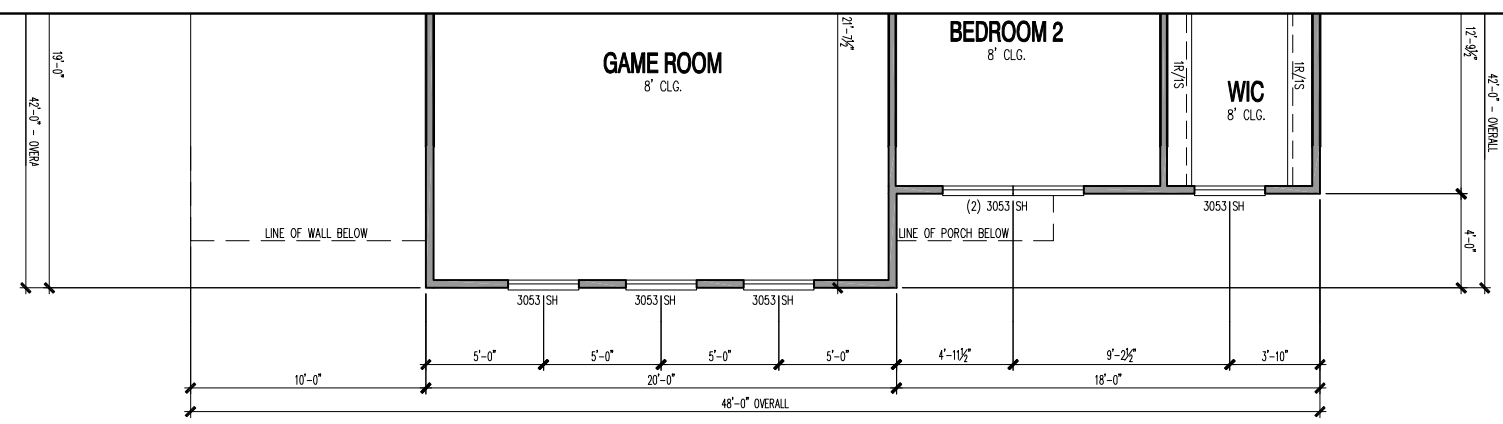 19'-0"
42'-0" - OVERA
GAME ROOM
8' CLG.
21'-7½"
BEDROOM 2
8' CLG.
1R/1S
WIC
8' CLG.
1R/1S
12'-9½"
42'-0" - OVERALL
(2) 3053 SH
3053 SH
LINE OF WALL BELOW
LINE OF PORCH BELOW
4'-0"
3053 SH
3053 SH
3053 SH
5'-0"
5'-0"
5'-0"
5'-0"
4'-11½"
9'-2½"
3'-10"
10'-0"
20'-0"
18'-0"
48'-0" OVERALL